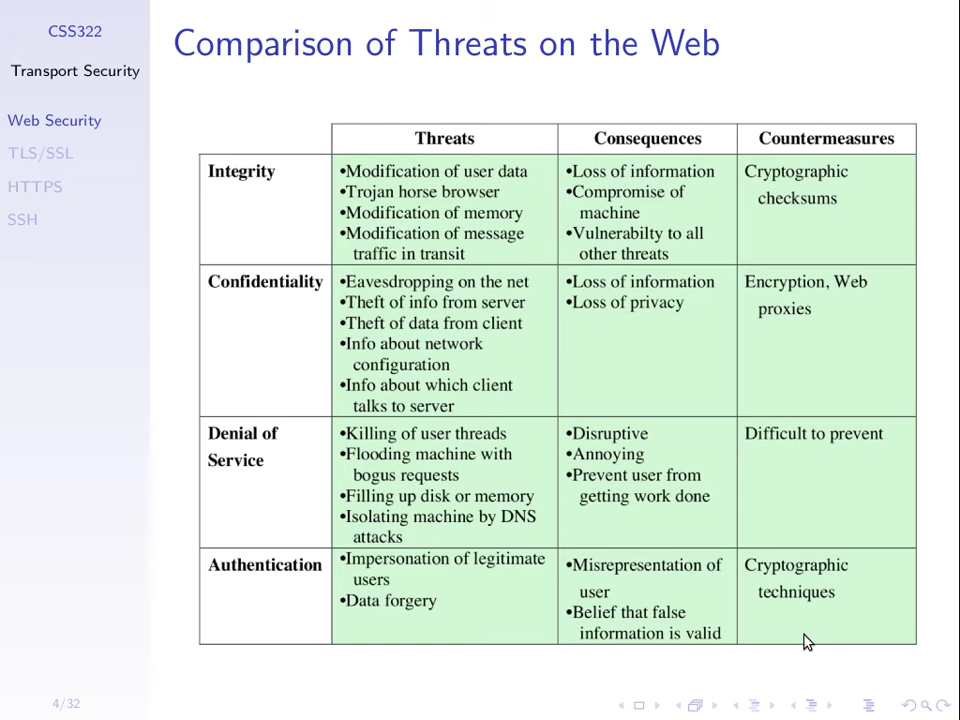 CSS322
Transport Security
Web Security
TLS/SSL
HTTPS
SSH
Comparison of Threats on the Web
Threats
Consequences
Countermeasures
Integrity
•Modification of user data
•Trojan horse browser
•Modification of memory
•Modification of message
traffic in transit
•Loss of information
•Compromise of
machine
•Vulnerabilty to all
other threats
Cryptographic
checksums
Confidentiality
•Eavesdropping on the net
•Theft of info from server
•Theft of data from client
•Info about network
configuration
•Info about which client
talks to server
•Loss of information
•Loss of privacy
Encryption, Web
proxies
Denial of
Service
•Killing of user threads
•Flooding machine with
bogus requests
•Filling up disk or memory
•Isolating machine by DNS
attacks
•Disruptive
•Annoying
•Prevent user from
getting work done
Difficult to prevent
Authentication
•Impersonation of legitimate
users
•Data forgery
•Misrepresentation of
user
•Belief that false
information is valid
Cryptographic
techniques
4/32